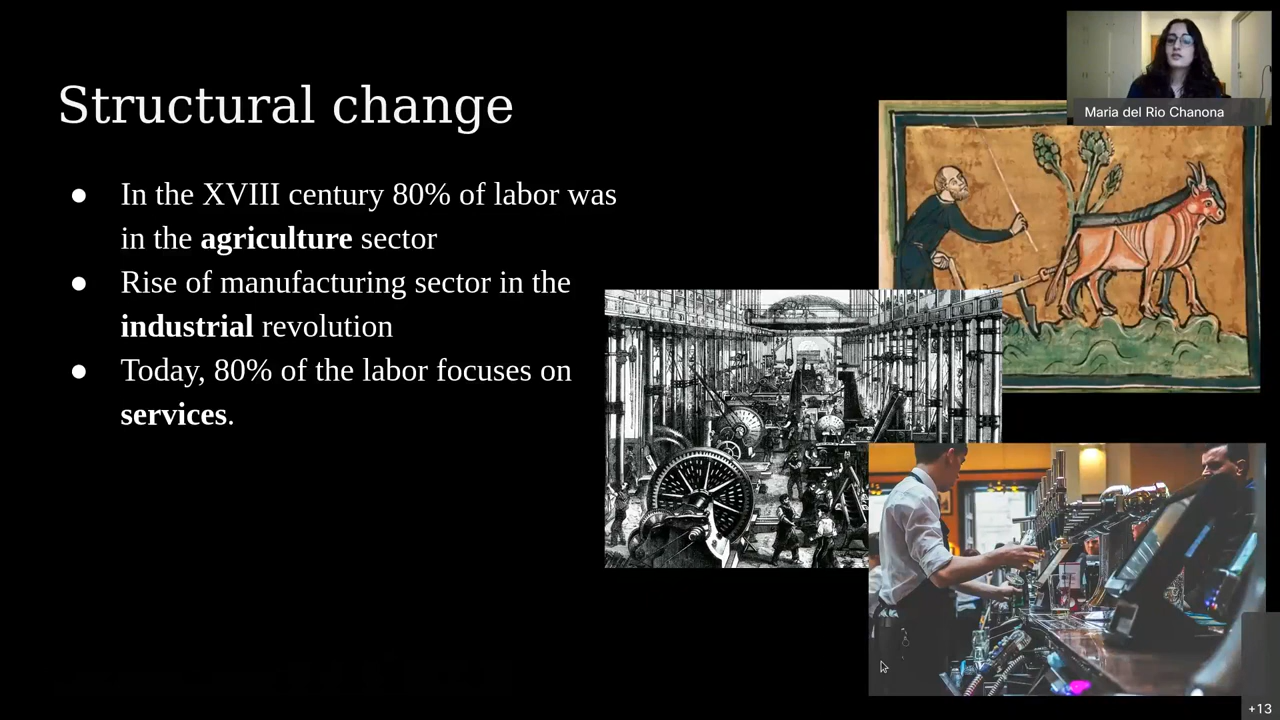 Structural change
● In the XVIII century 80% of labor was
in the agriculture sector
● Rise of manufacturing sector in the
industrial revolution
● Today, 80% of the labor focuses on
services.
Maria del Rio Chanona
+13